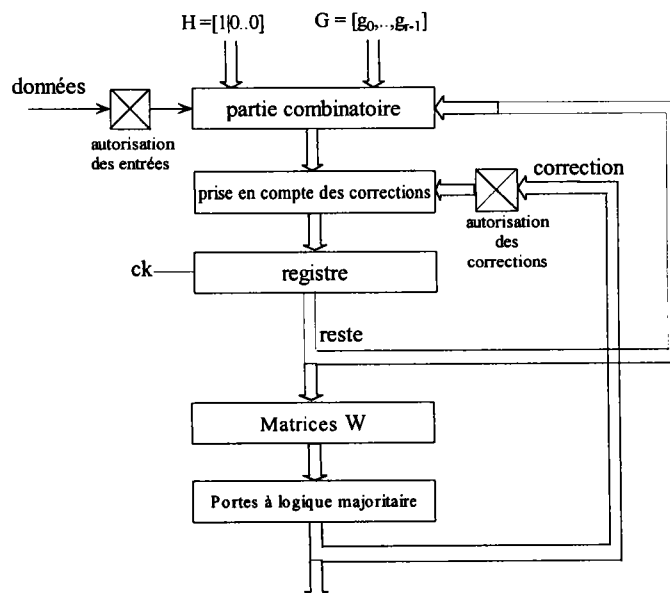 H =[1|0..0]
G = [g₀,..,gᵣ₋₁]
données
partie combinatoire
autorisation
des entrées
correction
prise en compte des corrections
autorisation
des
corrections
ck
registre
reste
Matrices W
Portes à logique majoritaire